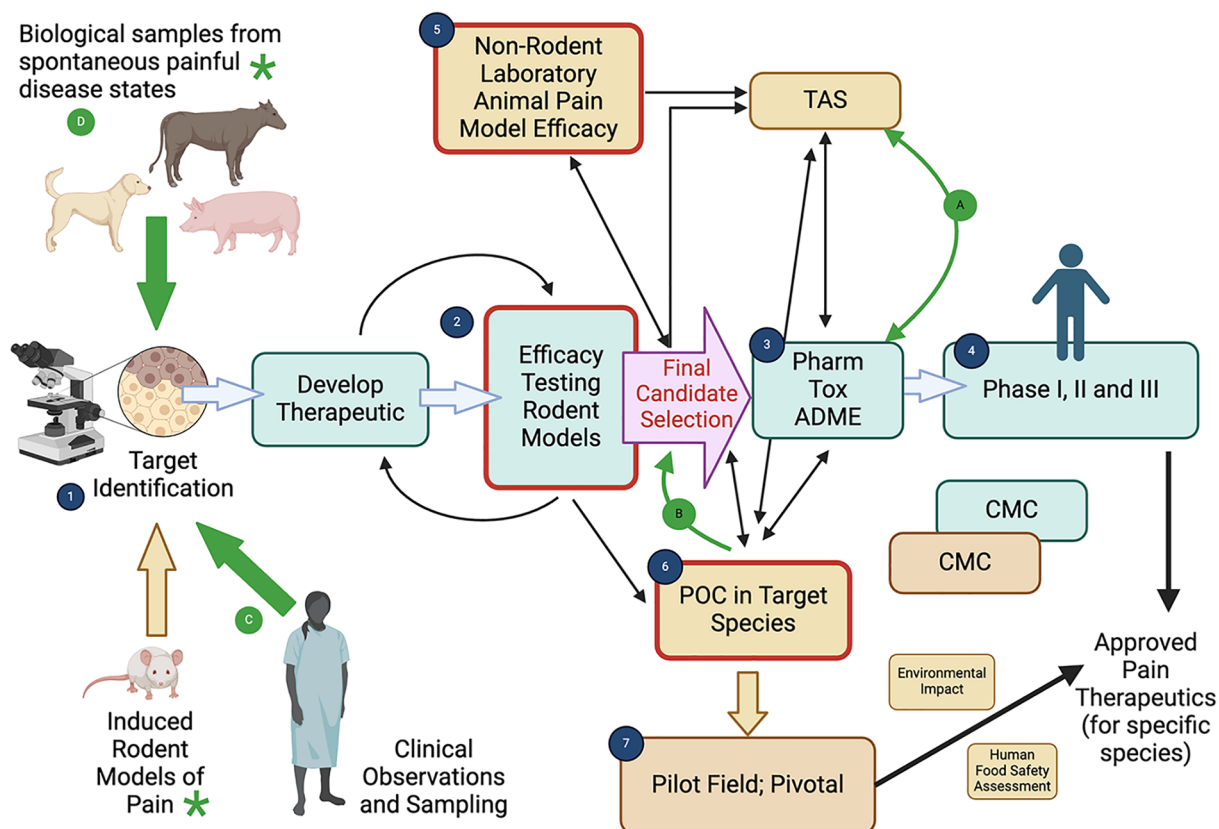 Biological samples from
spontaneous painful
disease states
D
5
Non-Rodent
Laboratory
Animal Pain
Model Efficacy
TAS
A
2
Efficacy
Testing
Rodent
Models
Develop
Therapeutic
Final
Candidate
Selection
3
Pharm
Tox
ADME
4
Phase I, II and III
Target
Identification
1
B
C
CMC
CMC
6
POC in Target
Species
Induced
Rodent
Models of
Pain
Clinical
Observations
and Sampling
7
Pilot Field; Pivotal
Environmental
Impact
Human
Food Safety
Assessment
Approved
Pain
Therapeutics
(for specific
species)